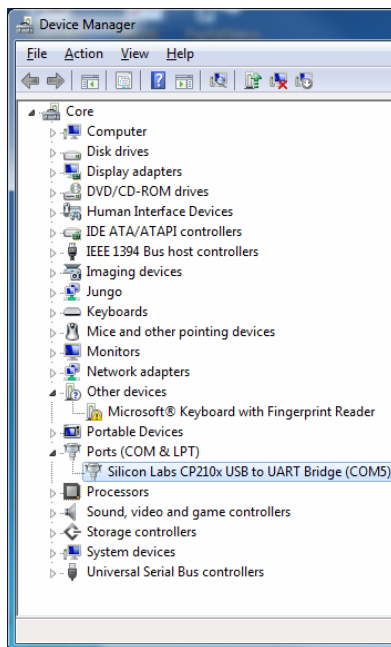 Device Manager
File Action View Help
Core
Computer
Disk drives
Display adapters
DVD/CD-ROM drives
Human Interface Devices
IDE ATA/ATAPI controllers
IEEE 1394 Bus host controllers
Imaging devices
Jungo
Keyboards
Mice and other pointing devices
Monitors
Network adapters
Other devices
Microsoft® Keyboard with Fingerprint Reader
Portable Devices
Ports (COM & LPT)
Silicon Labs CP210x USB to UART Bridge (COM5)
Processors
Sound, video and game controllers
Storage controllers
System devices
Universal Serial Bus controllers